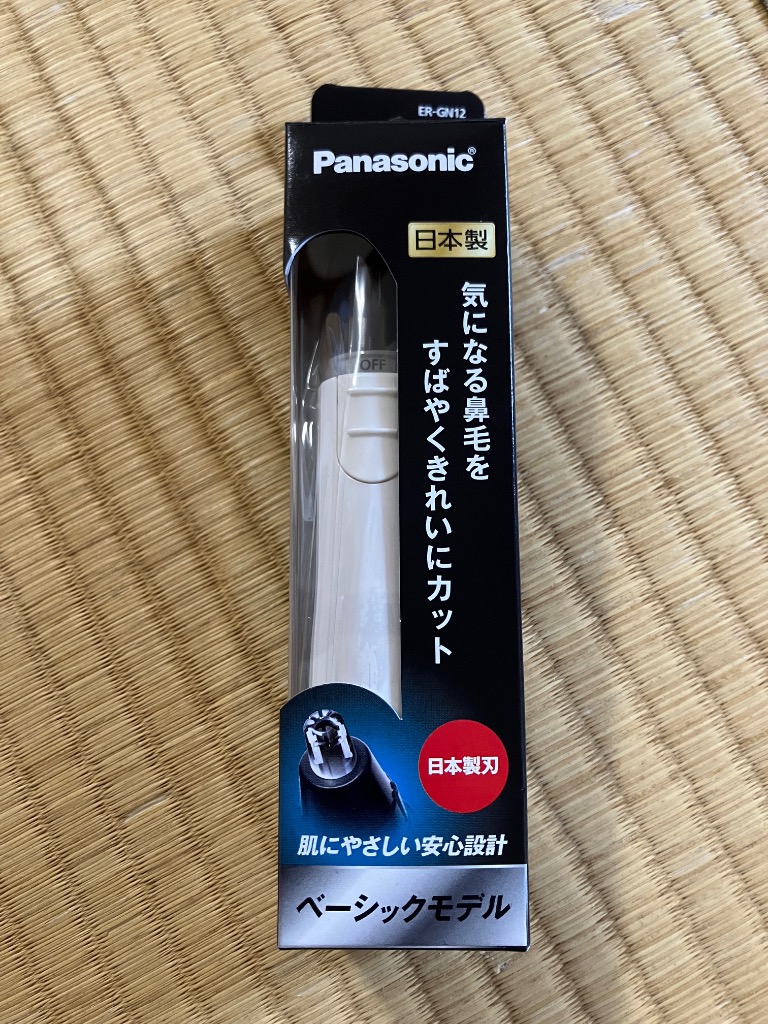 ER-GN12
Panasonic®
日本製
気になる鼻毛を
すばやくきれいにカット
OFF
日本製刃
肌にやさしい安心設計
ベーシックモデル